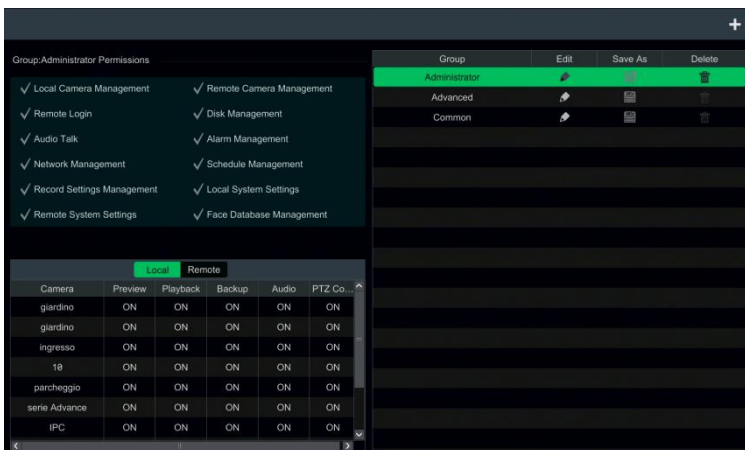 Group:Administrator Permissions
Local Camera Management
Remote Camera Management
Remote Login
Disk Management
Audio Talk
Alarm Management
Network Management
Schedule Management
Record Settings Management
Local System Settings
Remote System Settings
Face Database Management
Local Remote
Camera Preview Playback Backup Audio PTZ Co...
giardino ON ON ON ON ON
giardino ON ON ON ON ON
ingresso ON ON ON ON ON
10 ON ON ON ON ON
parcheggio ON ON ON ON ON
serie Advance ON ON ON ON ON
IPC ON ON ON ON ON
Group Edit Save As Delete
Administrator
Advanced
Common